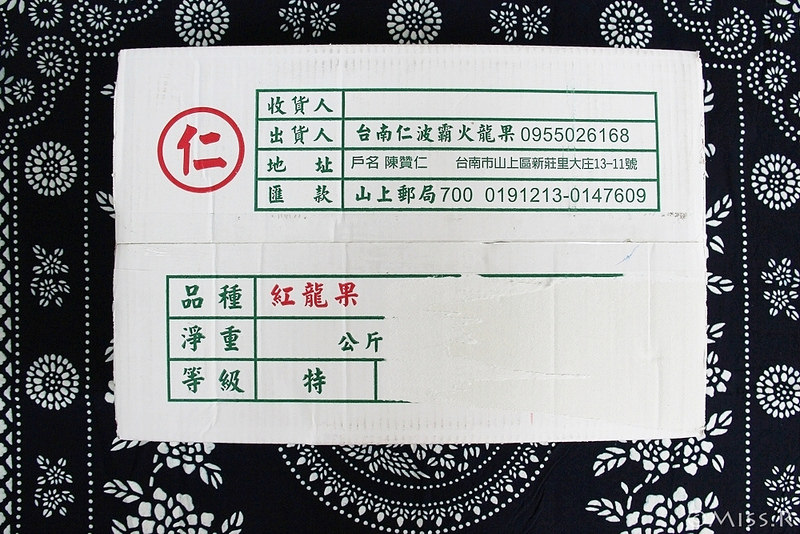 仁
收貨人
出貨人 台南仁波霸火龍果 0955026168
地址 戶名 陳贊仁 台南市山上區新莊里大庄13-11號
匯款 山上郵局700 0191213-0147609
品種 紅龍果
淨重 公斤
等級 特
©Miss.K